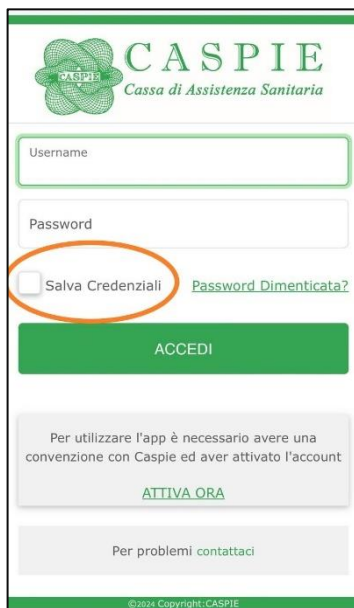 CASPIE
CASPIE
Cassa di Assistenza Sanitaria
Username
Password
Salva Credenziali Password Dimenticata?
ACCEDI
Per utilizzare l'app è necessario avere una
convenzione con Caspie ed aver attivato l'account
ATTIVA ORA
Per problemi contattaci
©2024 Copyright:CASPIE